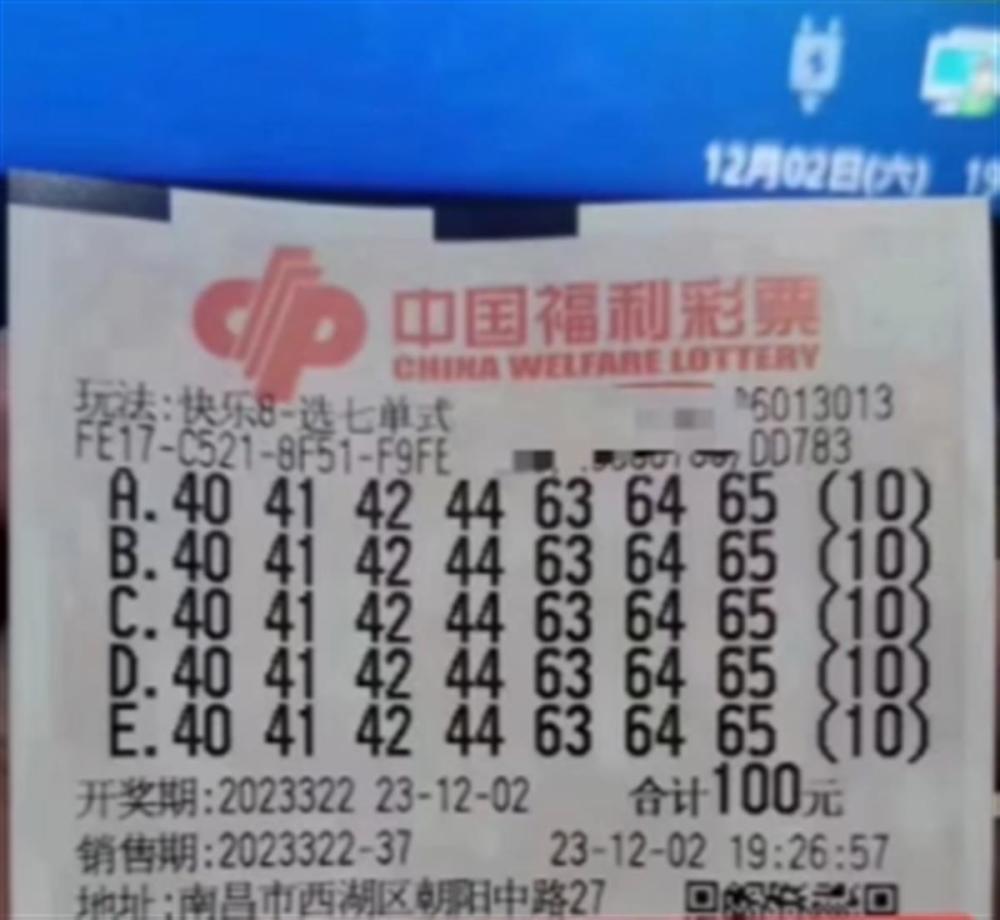 12月02日(六) 19
中国福利彩票
CHINA WELFARE LOTTERY
玩法:快乐8-选七单式 6013013
FE17-C521-8F51-F9FE DD783
A.40 41 42 44 63 64 65 (10)
B.40 41 42 44 63 64 65 (10)
C.40 41 42 44 63 64 65 (10)
D.40 41 42 44 63 64 65 (10)
E.40 41 42 44 63 64 65 (10)
开奖期:2023322 23-12-02 合计100元
销售期:2023322-37 23-12-02 19:26:57
地址:南昌市西湖区朝阳中路27